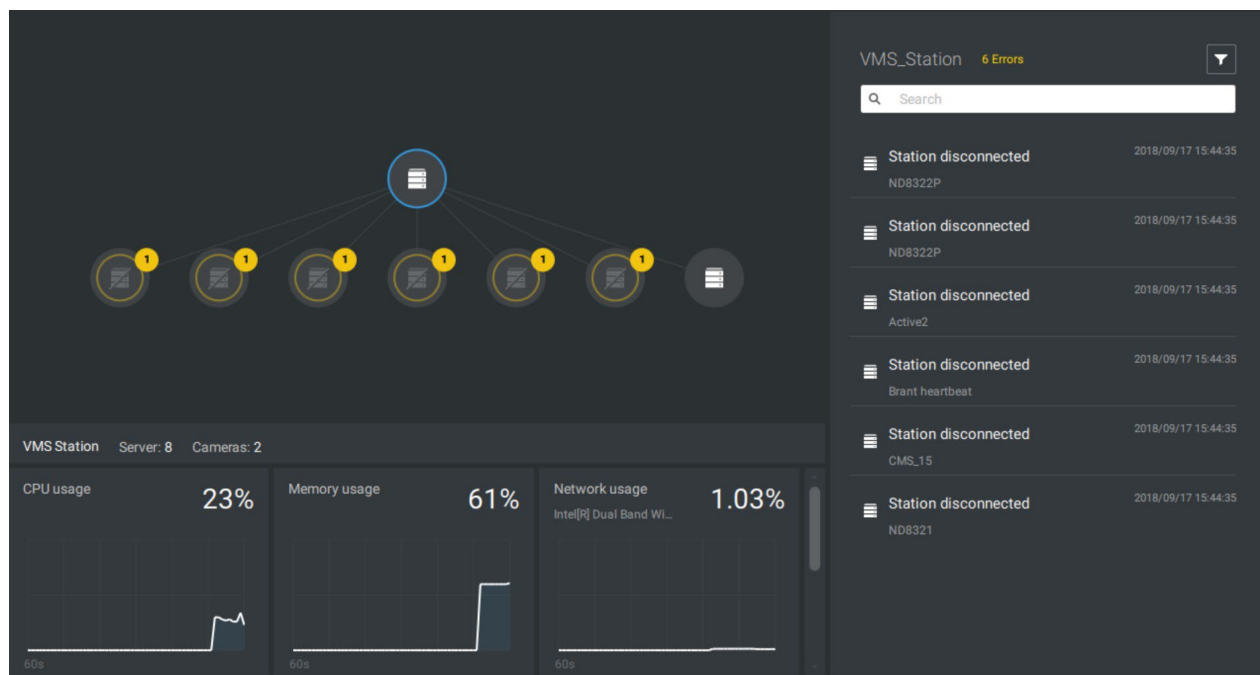 1 1 1 1 1 1
VMS Station Server: 8 Cameras: 2
CPU usage 23%
60s
Memory usage 61%
60s
Network usage 1.03%
Intel[R] Dual Band Wi...
60s
VMS_Station 6 Errors
Search
Station disconnected 2018/09/17 15:44:35
ND8322P
Station disconnected 2018/09/17 15:44:35
ND8322P
Station disconnected 2018/09/17 15:44:35
Active2
Station disconnected 2018/09/17 15:44:35
Brant heartbeat
Station disconnected 2018/09/17 15:44:35
CMS_15
Station disconnected 2018/09/17 15:44:35
ND8321